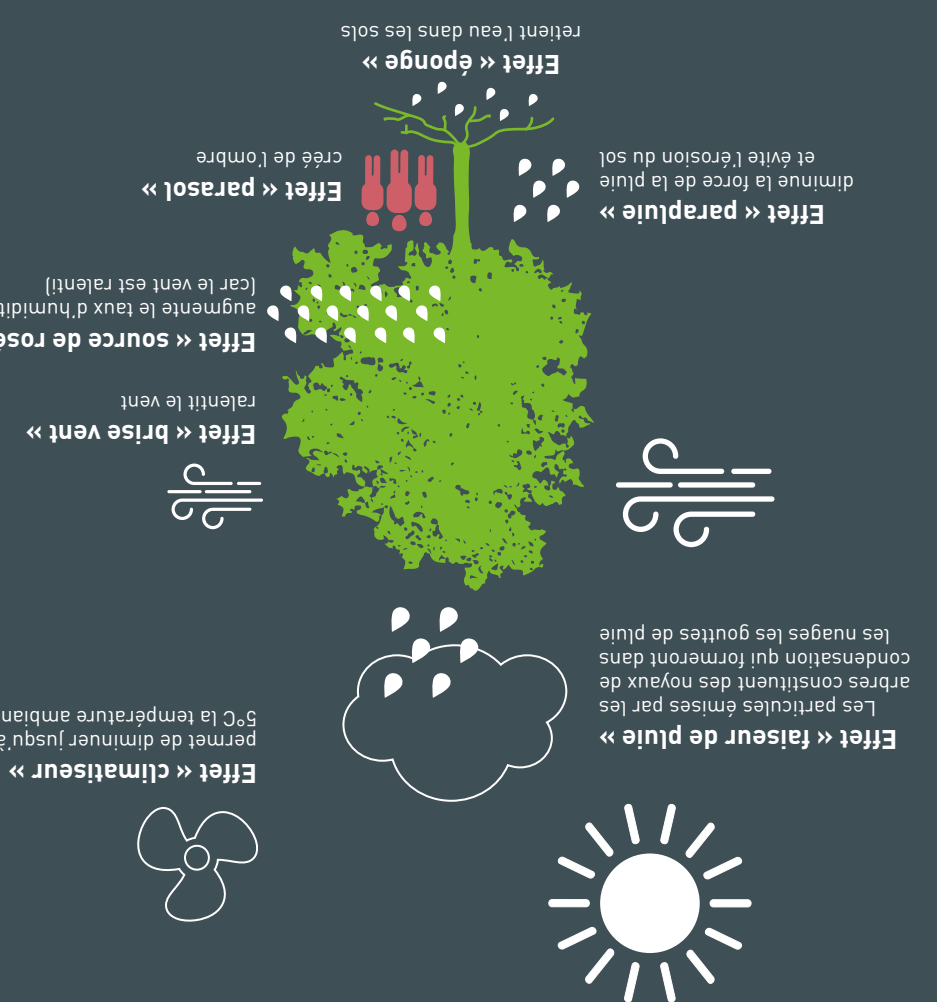 Effet « climatiseur »
permet de diminuer jusqu'à
5°C la température ambian
Effet « faiseur de pluie »
Les particules émises par les
arbres constituent des noyaux de
condensation qui formeront dans
les nuages les gouttes de pluie
Effet « brise vent »
ralentit le vent
Effet « source de rosé
augmente le taux d'humidit
(car le vent est ralenti)
Effet « parapluie »
diminue la force de la pluie
et évite l'érosion du sol
Effet « parasol »
créé de l'ombre
Effet « éponge »
retient l'eau dans les sols